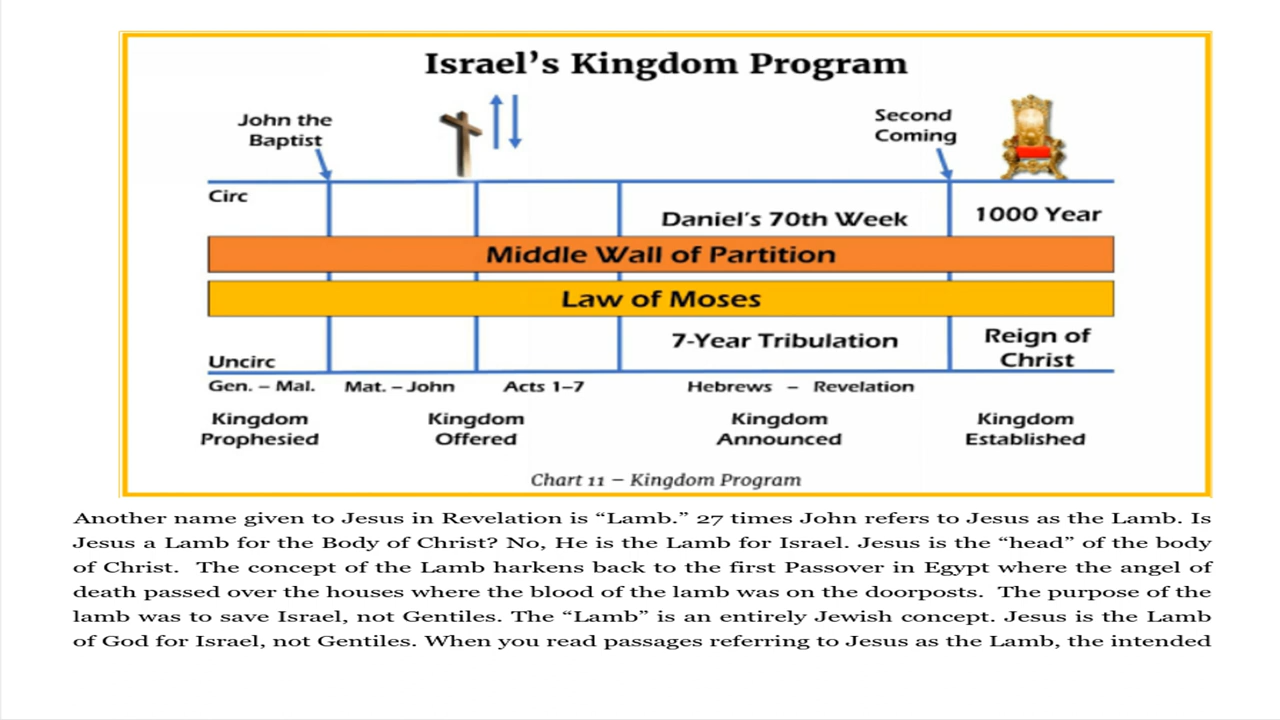 Israel’s Kingdom Program
John the
Baptist
Second
Coming
Circ
Daniel’s 70th Week
1000 Year
Middle Wall of Partition
Law of Moses
7-Year Tribulation
Reign of
Christ
Uncirc
Gen. – Mal.
Mat. – John
Acts 1–7
Hebrews – Revelation
Kingdom
Prophesied
Kingdom
Offered
Kingdom
Announced
Kingdom
Established
Chart 11 – Kingdom Program
Another name given to Jesus in Revelation is “Lamb.” 27 times John refers to Jesus as the Lamb. Is
Jesus a Lamb for the Body of Christ? No, He is the Lamb for Israel. Jesus is the “head” of the body
of Christ.  The concept of the Lamb harkens back to the first Passover in Egypt where the angel of
death passed over the houses where the blood of the lamb was on the doorposts.  The purpose of the
lamb was to save Israel, not Gentiles. The “Lamb” is an entirely Jewish concept. Jesus is the Lamb
of God for Israel, not Gentiles. When you read passages referring to Jesus as the Lamb, the intended